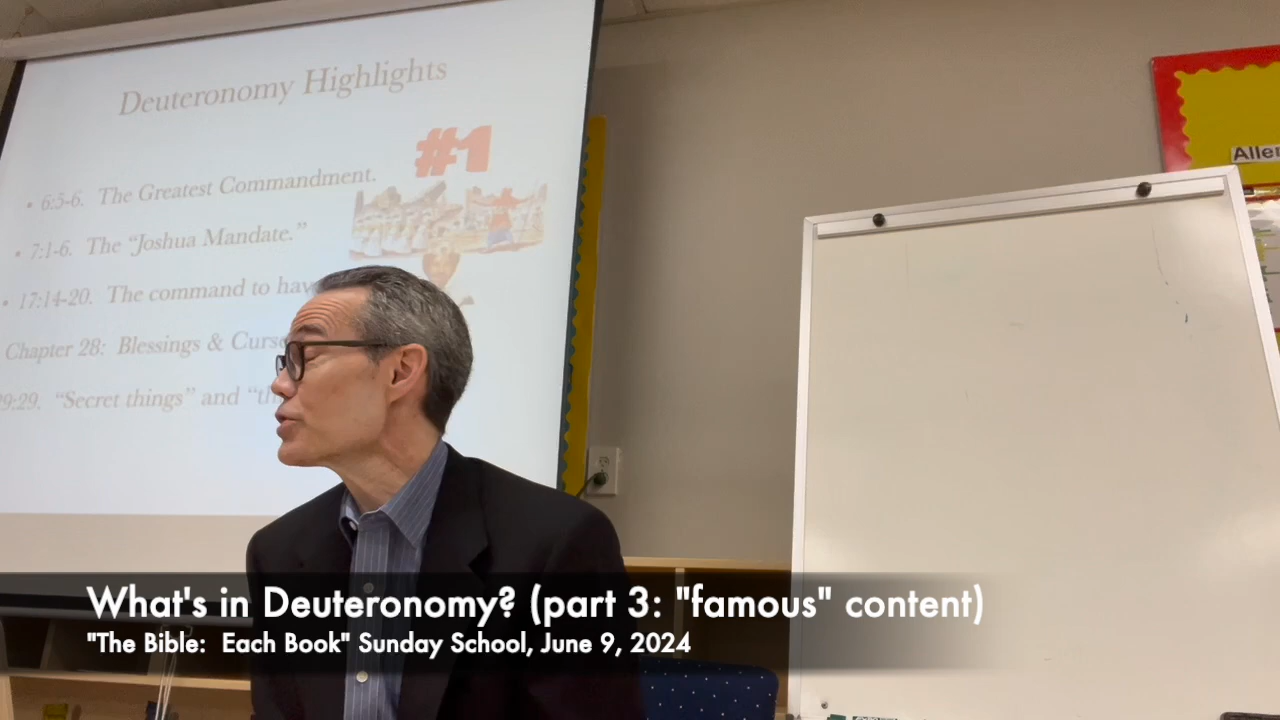 Deuteronomy Highlights
#1
• 6:5-6. The Greatest Commandment.
• 7:1-6. The "Joshua Mandate."
• 17:14-20. The command to hav
Chapter 28: Blessings & Curs
29:29. "Secret things" and "th
Aller
What's in Deuteronomy? (part 3: "famous" content)
"The Bible: Each Book" Sunday School, June 9, 2024